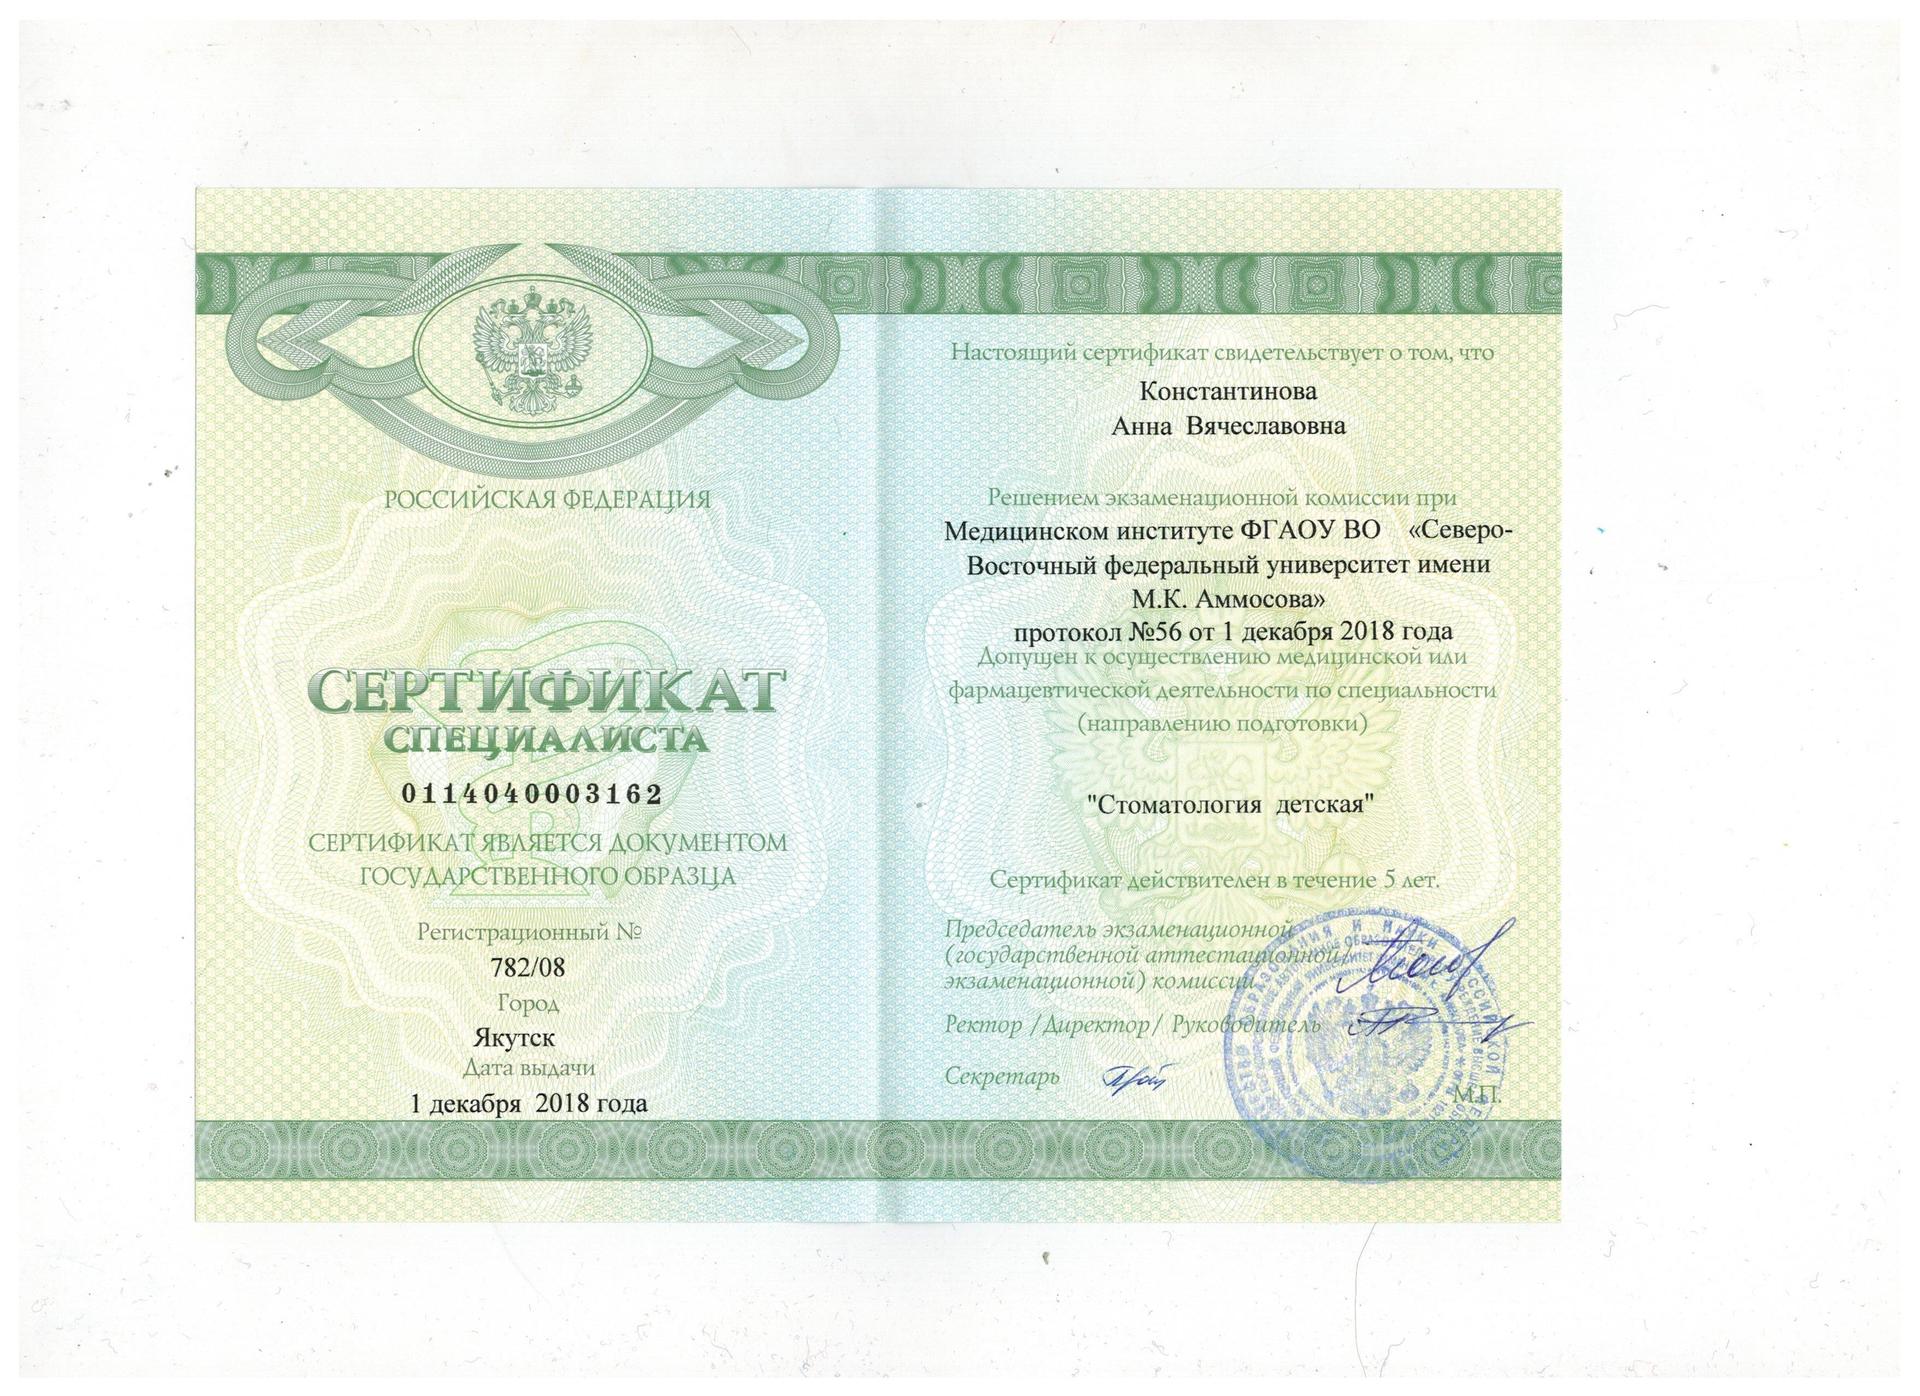 РОССИЙСКАЯ ФЕДЕРАЦИЯ
СЕРТИФИКАТ
СПЕЦИАЛИСТА
0114040003162
СЕРТИФИКАТ ЯВЛЯЕТСЯ ДОКУМЕНТОМ
ГОСУДАРСТВЕННОГО ОБРАЗЦА
Регистрационный №
782/08
Город
Якутск
Дата выдачи
1 декабря 2018 года
Настоящий сертификат свидетельствует о том, что
Константинова
Анна Вячеславовна
Решением экзаменационной комиссии при
Медицинском институте ФГАОУ ВО «Северо-
Восточный федеральный университет имени
М.К. Аммосова»
протокол №56 от 1 декабря 2018 года
Допущен к осуществлению медицинской или
фармацевтической деятельности по специальности
(направлению подготовки)
"Стоматология детская"
Сертификат действителен в течение 5 лет.
Председатель экзаменационной
(государственной аттестационной/
экзаменационной) комиссии
Ректор /Директор/ Руководитель
Секретарь
М.П.